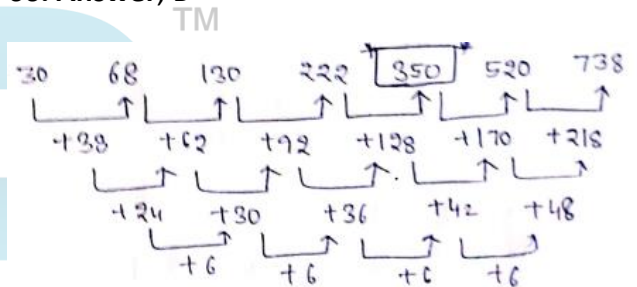 TM
30 68 130 222 350 520 738
+38 +62 +92 +128 +170 +218
+24 +30 +36 +42 +48
+6 +6 +6 +6